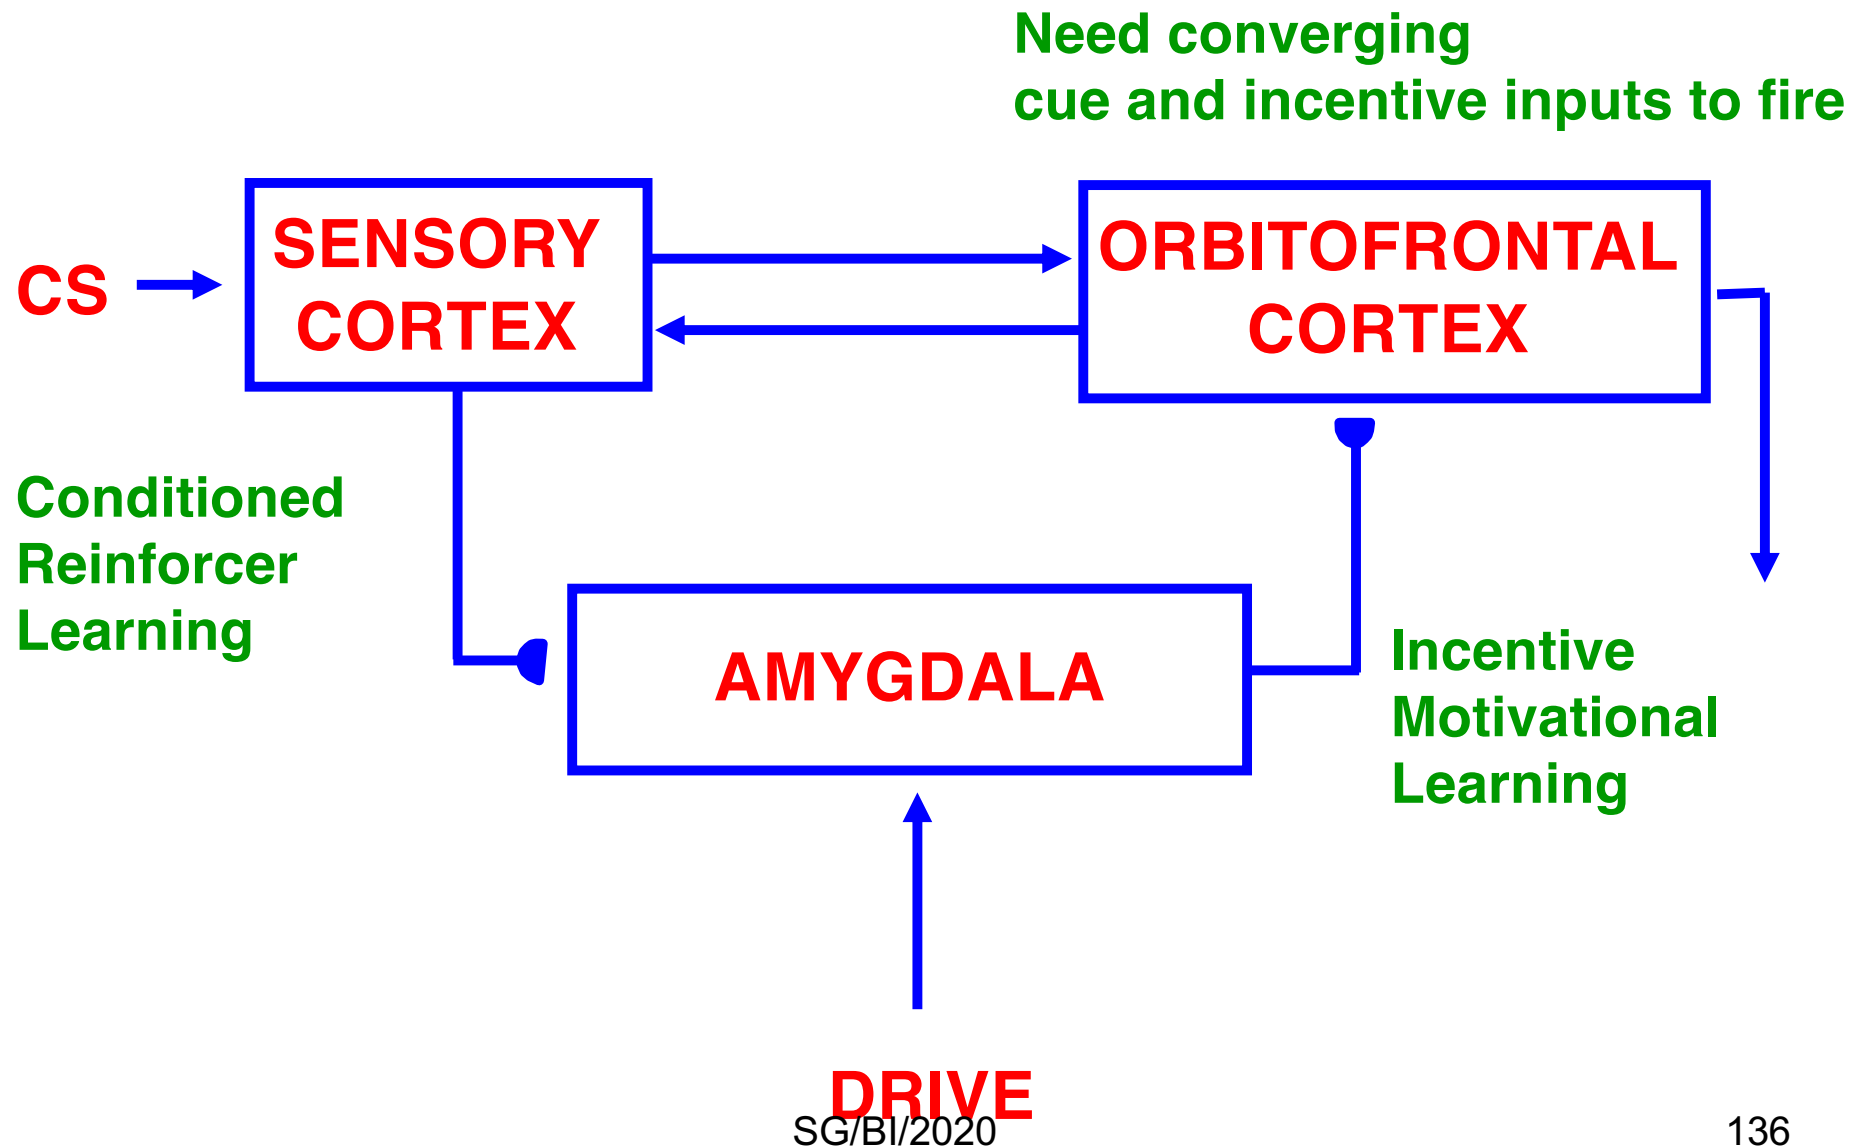 Need converging
cue and incentive inputs to fire
CS
SENSORY
CORTEX
ORBITOFRONTAL
CORTEX
Conditioned
Reinforcer
Learning
AMYGDALA
Incentive
Motivational
Learning
DRIVE
SG/BI/2020
136